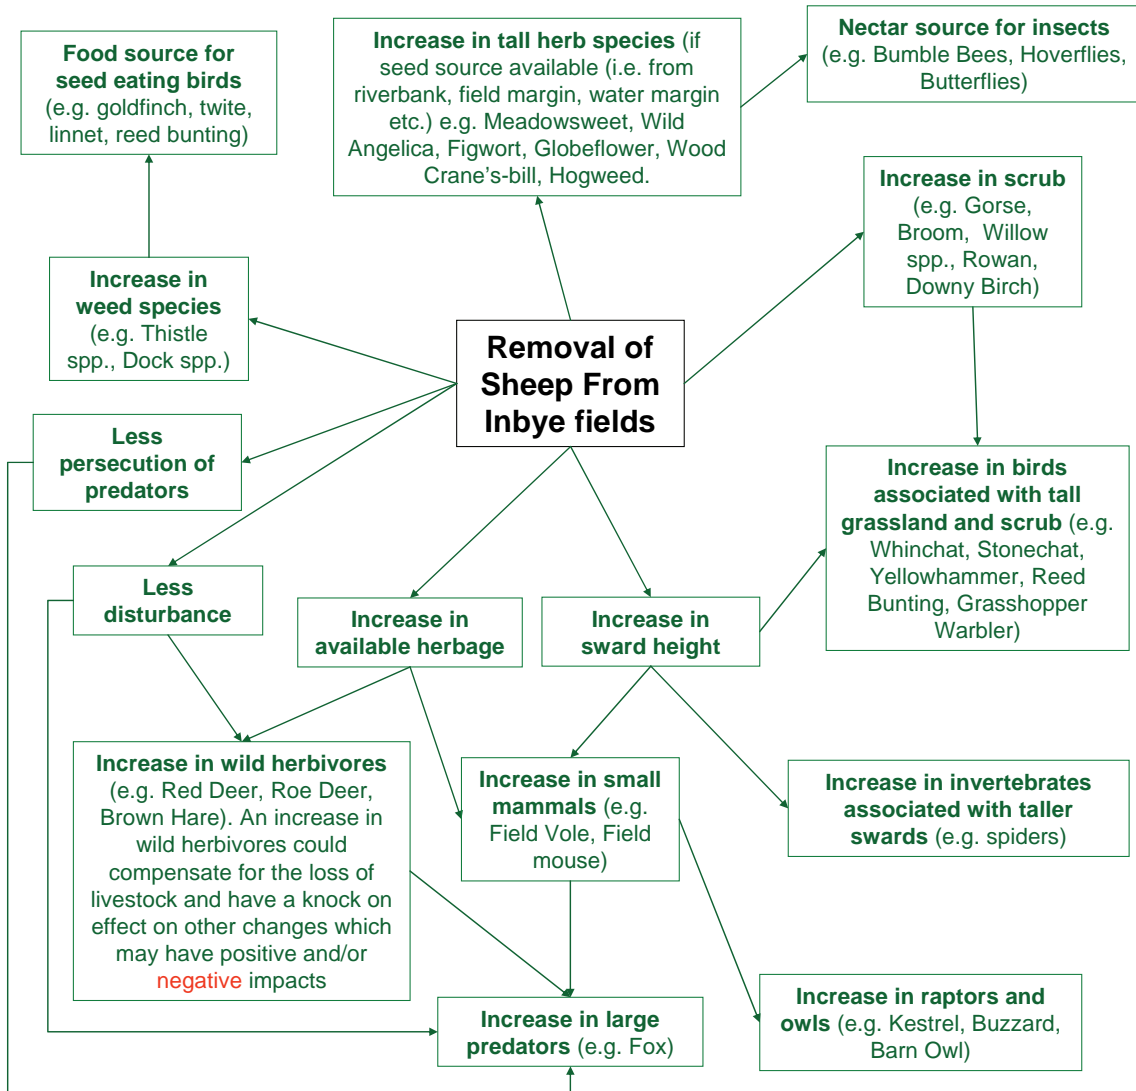 Food source for
seed eating birds
(e.g. goldfinch, twite,
linnet, reed bunting)
Increase in tall herb species (if
seed source available (i.e. from
riverbank, field margin, water margin
etc.) e.g. Meadowsweet, Wild
Angelica, Figwort, Globeflower, Wood
Crane's-bill, Hogweed.
Nectar source for insects
(e.g. Bumble Bees, Hoverflies,
Butterflies)
Increase in scrub
(e.g. Gorse,
Broom, Willow
spp., Rowan,
Downy Birch)
Increase in
weed species
(e.g. Thistle
spp., Dock spp.)
Removal of
Sheep From
Inbye fields
Less
persecution of
predators
Increase in birds
associated with tall
grassland and scrub (e.g.
Whinchat, Stonechat,
Yellowhammer, Reed
Bunting, Grasshopper
Warbler)
Less
disturbance
Increase in
available herbage
Increase in
sward height
Increase in wild herbivores
(e.g. Red Deer, Roe Deer,
Brown Hare). An increase in
wild herbivores could
compensate for the loss of
livestock and have a knock on
effect on other changes which
may have positive and/or
negative impacts
Increase in small
mammals (e.g.
Field Vole, Field
mouse)
Increase in invertebrates
associated with taller
swards (e.g. spiders)
Increase in large
predators (e.g. Fox)
Increase in raptors and
owls (e.g. Kestrel, Buzzard,
Barn Owl)